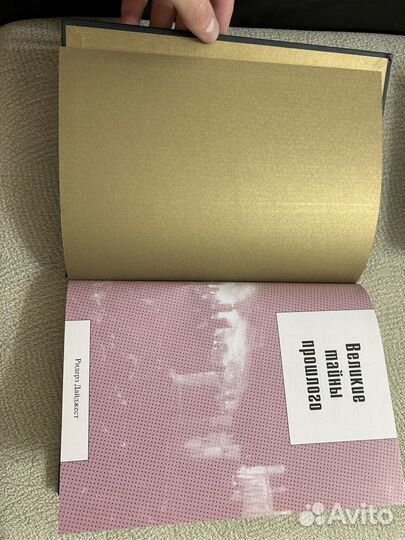 Великие
тайны
прошлого
Ридерз Дайджест
Avito